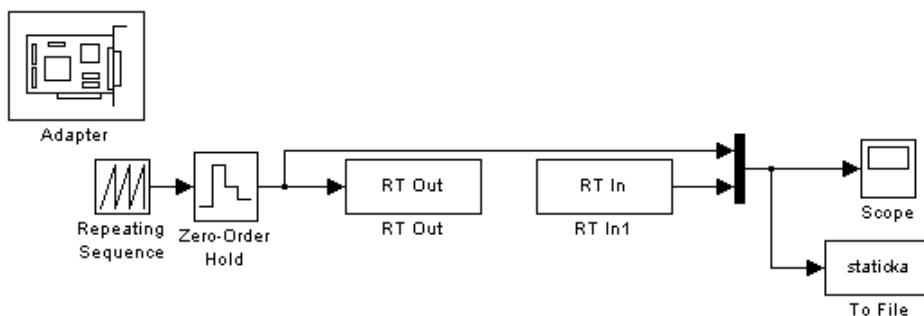 Adapter
RT Out
RT In
Repeating
Sequence
Zero-Order
Hold
RT Out
RT In1
Scope
staticka
To File